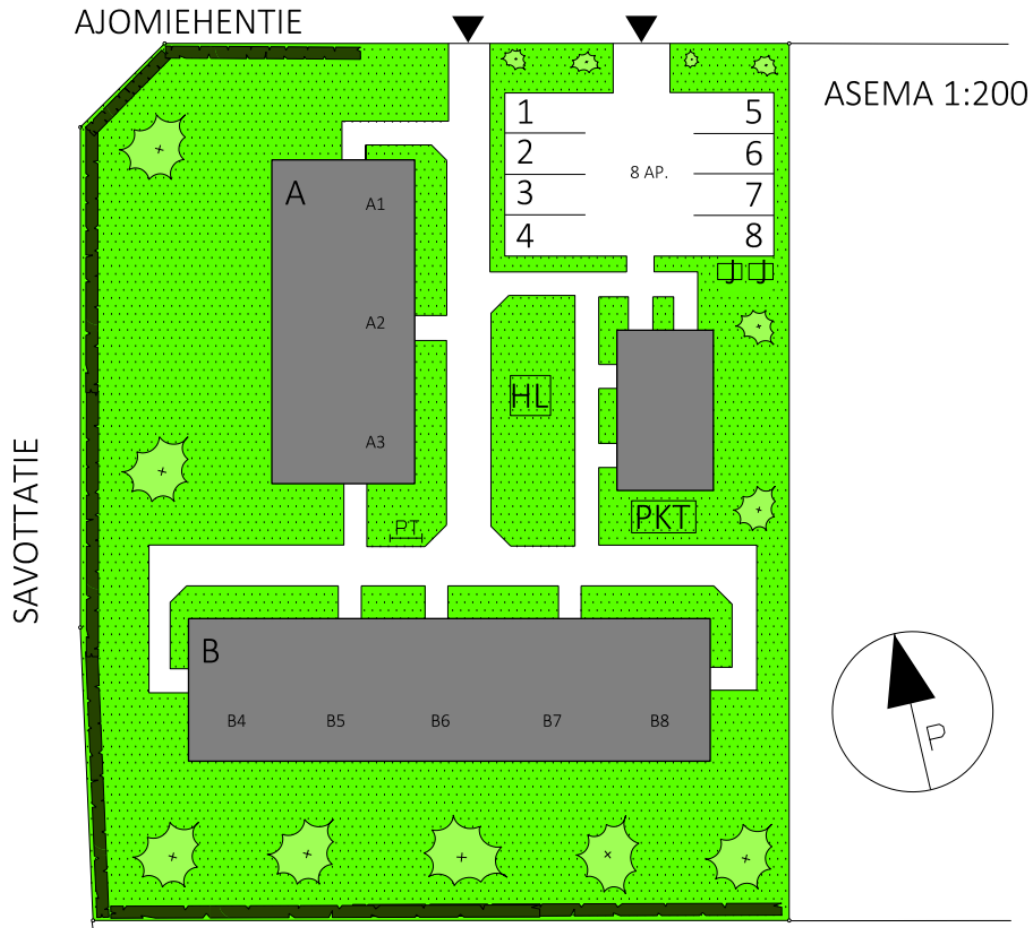 AJOMIEHENTIE
ASEMA 1:200
1 5
2 6
8 AP.
3 7
4 8
J J
A
A1
A2
HL
A3
PKT
PT
SAVOTTATIE
B
B4 B5 B6 B7 B8
P